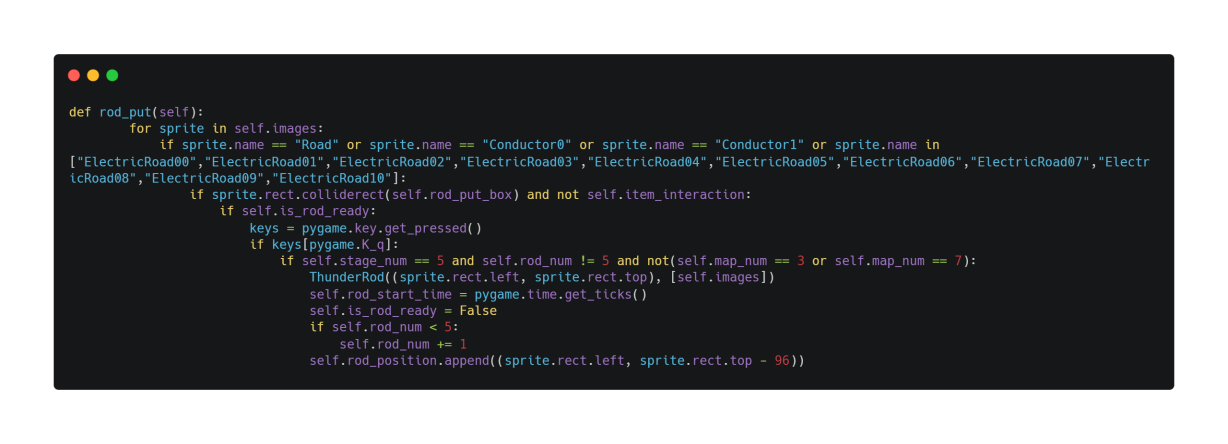 def rod_put(self):
        for sprite in self.images:
            if sprite.name == "Road" or sprite.name == "Conductor0" or sprite.name == "Conductor1" or sprite.name in
["ElectricRoad00","ElectricRoad01","ElectricRoad02","ElectricRoad03","ElectricRoad04","ElectricRoad05","ElectricRoad06","ElectricRoad07","Electr
icRoad08","ElectricRoad09","ElectricRoad10"]:
                if sprite.rect.colliderect(self.rod_put_box) and not self.item_interaction:
                    if self.is_rod_ready:
                        keys = pygame.key.get_pressed()
                        if keys[pygame.K_q]:
                            if self.stage_num == 5 and self.rod_num != 5 and not(self.map_num == 3 or self.map_num == 7):
                                ThunderRod((sprite.rect.left, sprite.rect.top), [self.images])
                                self.rod_start_time = pygame.time.get_ticks()
                                self.is_rod_ready = False
                                if self.rod_num < 5:
                                    self.rod_num += 1
                                self.rod_position.append((sprite.rect.left, sprite.rect.top - 96))